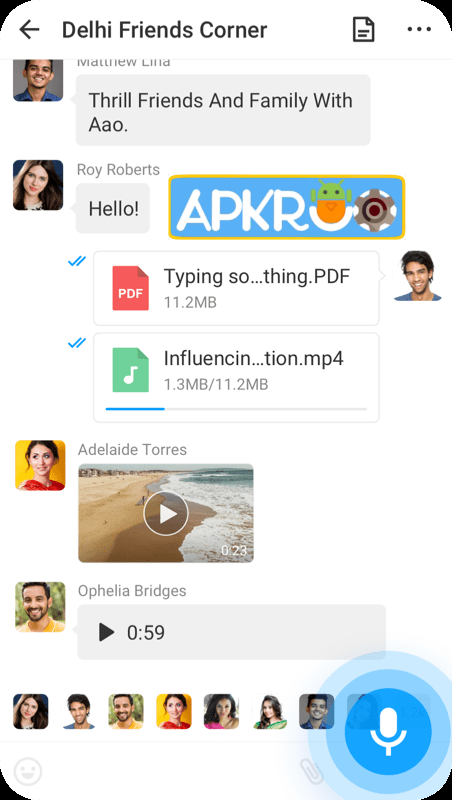 Delhi Friends Corner
Matthew Lina
Thrill Friends And Family With
Aao.
Roy Roberts
Hello!
APKR
Typing so...thing.PDF
PDF
11.2MB
Influencin...tion.mp4
1.3MB/11.2MB
Adelaide Torres
0:23
Ophelia Bridges
0:59